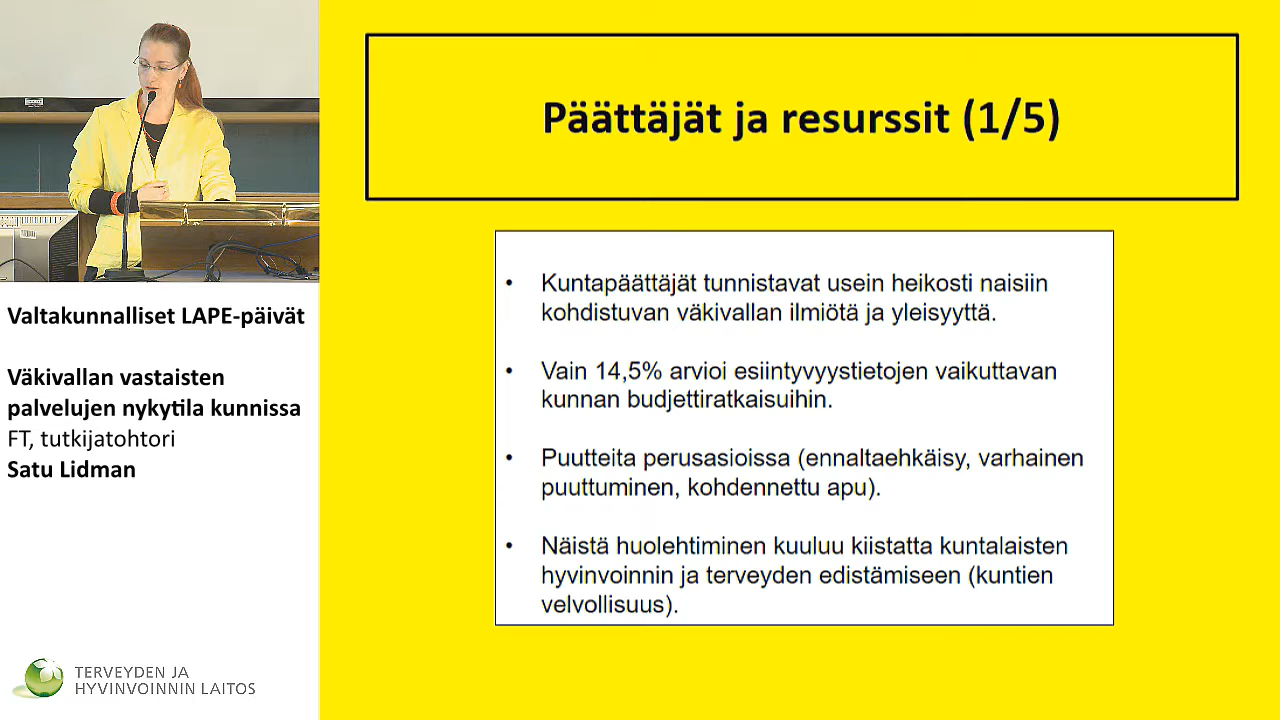 Päättäjät ja resurssit (1/5)
• Kuntapäättäjät tunnistavat usein heikosti naisiin
kohdistuvan väkivallan ilmiötä ja yleisyyttä.
• Vain 14,5% arvioi esiintyvyystietojen vaikuttavan
kunnan budjettiratkaisuihin.
• Puutteita perusasioissa (ennaltaehkäisy, varhainen
puuttuminen, kohdennettu apu).
• Näistä huolehtiminen kuuluu kiistatta kuntalaisten
hyvinvoinnin ja terveyden edistämiseen (kuntien
velvollisuus).
Valtakunnalliset LAPE-päivät
Väkivallan vastaisten
palvelujen nykytila kunnissa
FT, tutkijatohtori
Satu Lidman
TERVEYDEN JA
HYVINVOINNIN LAITOS